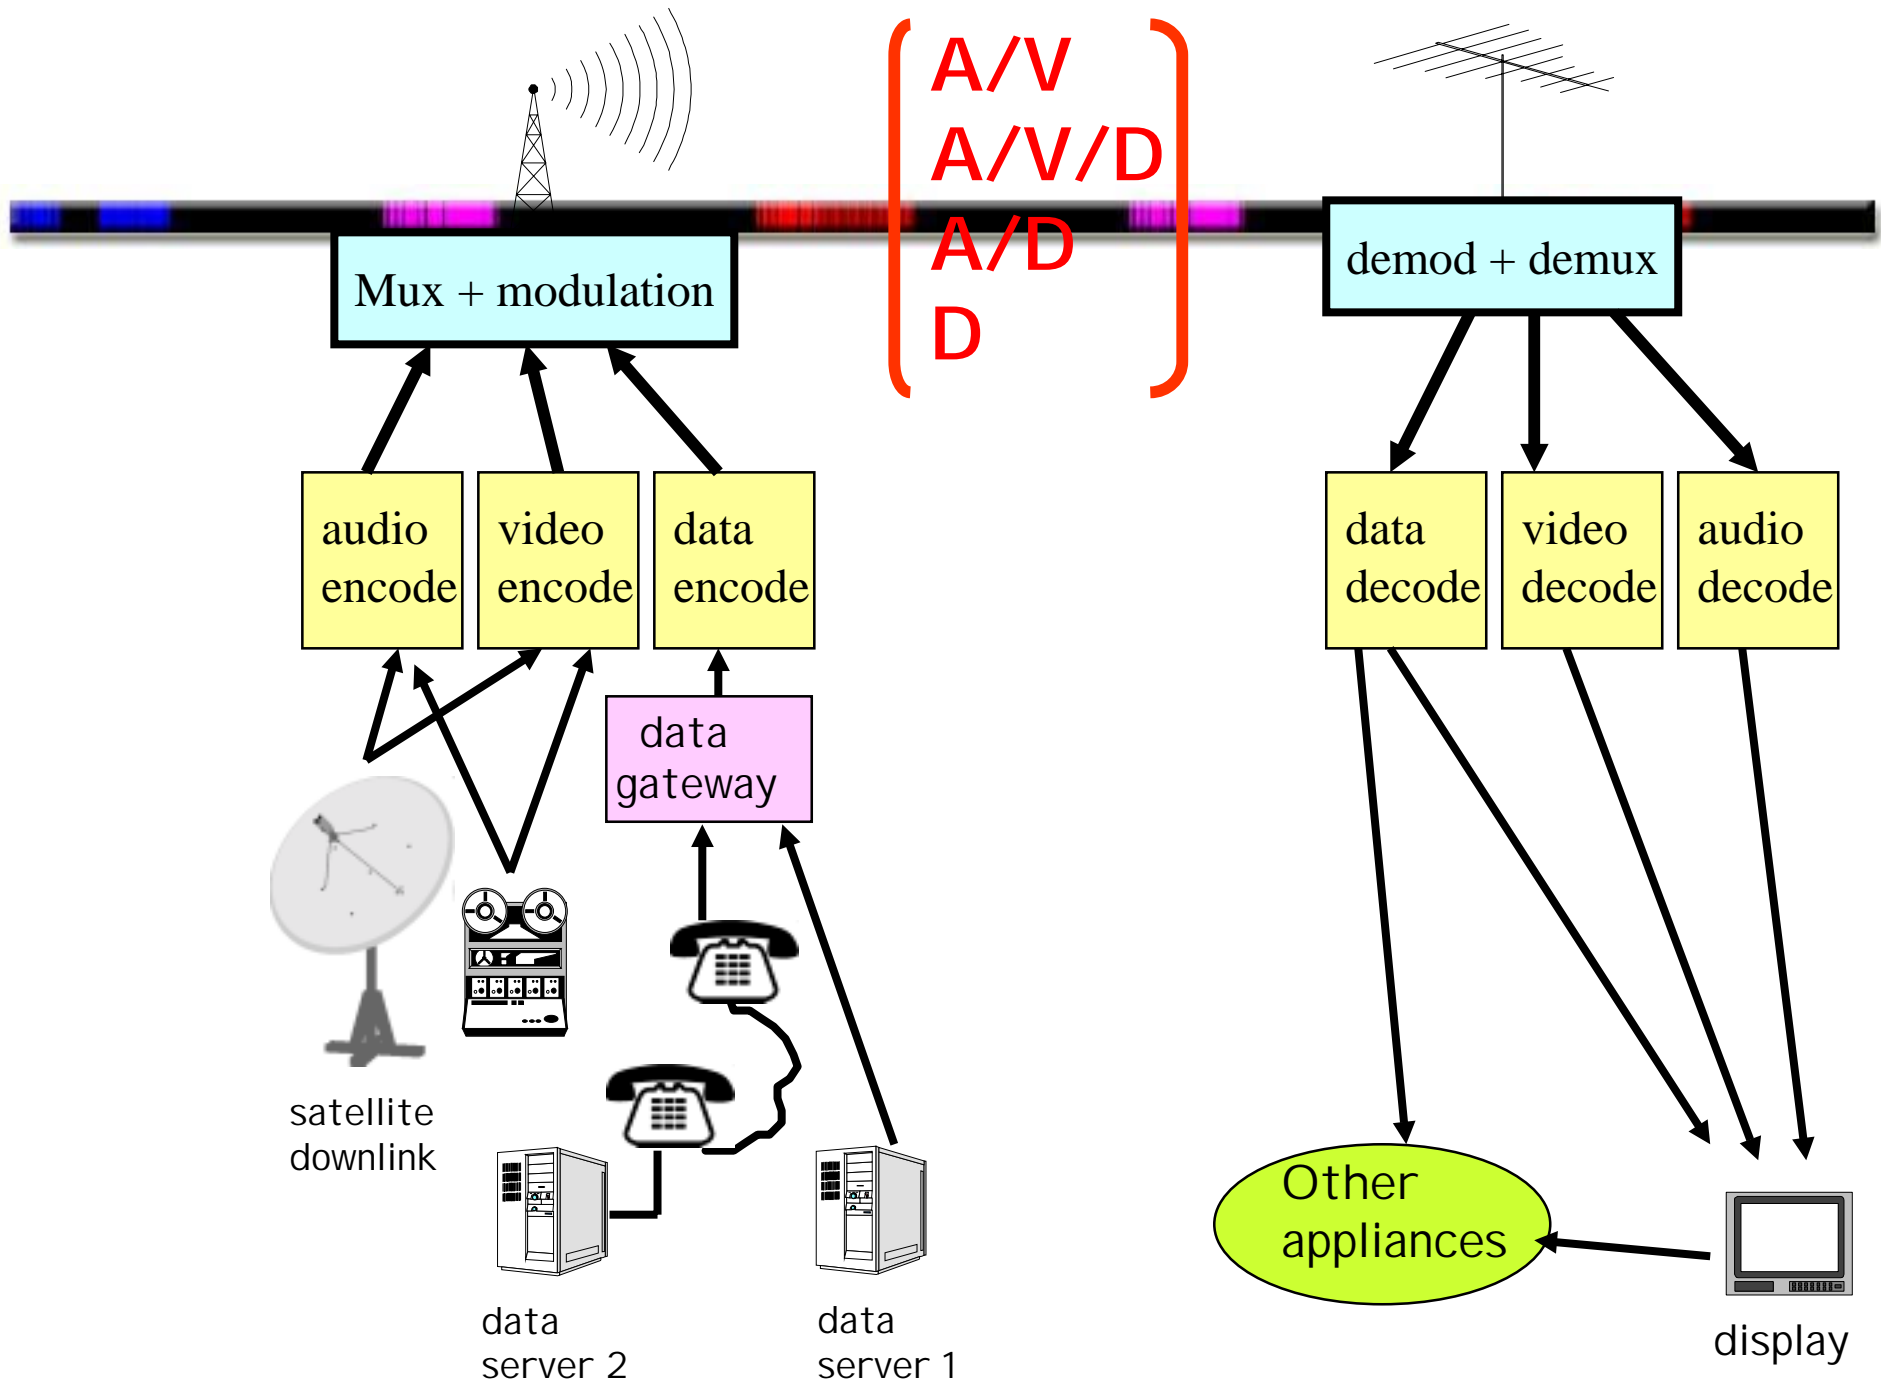 A/V
A/V/D
A/D
D
Mux + modulation
demod + demux
audio
encode
video
encode
data
encode
data
decode
video
decode
audio
decode
data
gateway
satellite
downlink
data
server 2
data
server 1
Other
appliances
display